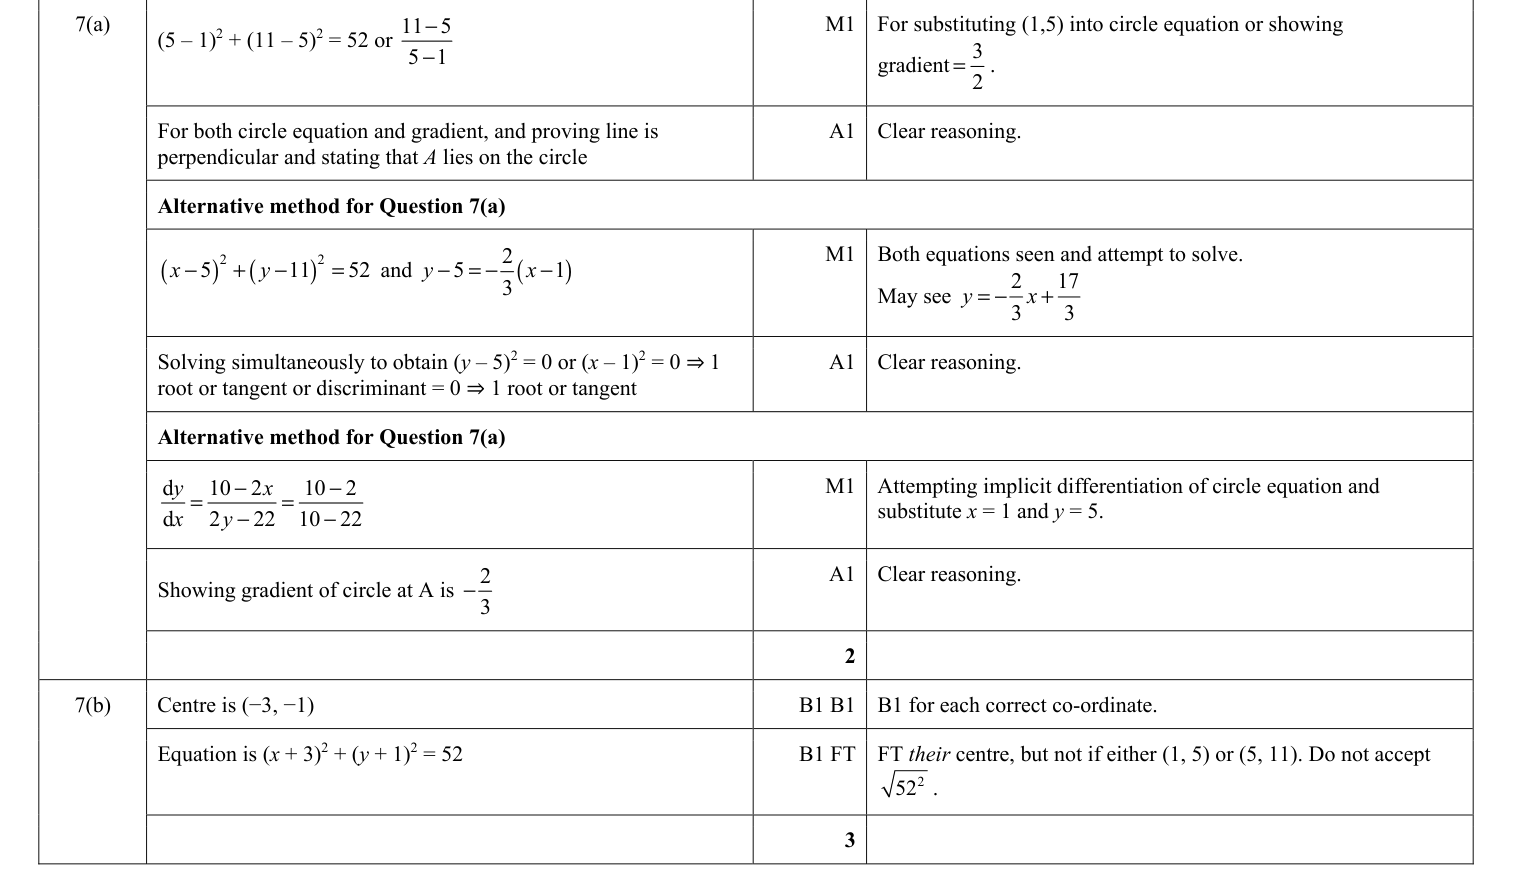 7(a)
(5 – 1)² + (11 – 5)² = 52 or (11−5)/(5−1)
M1
For substituting (1,5) into circle equation or showing
gradient = 3/2 .
For both circle equation and gradient, and proving line is
perpendicular and stating that A lies on the circle
A1
Clear reasoning.
Alternative method for Question 7(a)
(x−5)² + (y−11)² = 52 and y−5 = −2/3(x−1)
M1
Both equations seen and attempt to solve.
May see y = −2/3 x + 17/3
Solving simultaneously to obtain (y – 5)² = 0 or (x – 1)² = 0 ⇒ 1
root or tangent or discriminant = 0 ⇒ 1 root or tangent
A1
Clear reasoning.
Alternative method for Question 7(a)
dy/dx = (10−2x)/(2y−22) = (10−2)/(10−22)
M1
Attempting implicit differentiation of circle equation and
substitute x = 1 and y = 5.
Showing gradient of circle at A is −2/3
A1
Clear reasoning.
2
7(b)
Centre is (−3, −1)
B1 B1
B1 for each correct co-ordinate.
Equation is (x + 3)² + (y + 1)² = 52
B1 FT
FT their centre, but not if either (1, 5) or (5, 11). Do not accept
√52² .
3